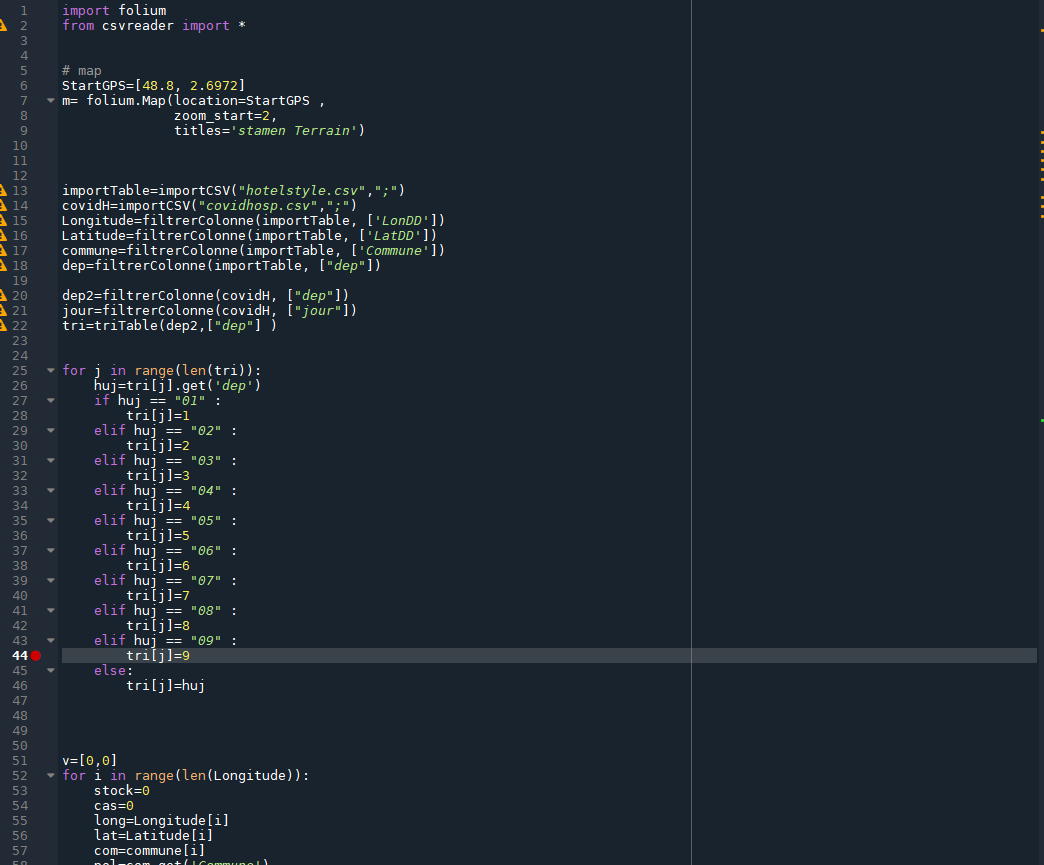 1 import folium
2 from csvreader import *
3
4
5 # map
6 StartGPS=[48.8, 2.6972]
7 m= folium.Map(location=StartGPS ,
8 zoom_start=2,
9 titles='stamen Terrain')
10
11
12
13 importTable=importCSV("hotelstyle.csv",";")
14 covidH=importCSV("covidhosp.csv",";")
15 Longitude=filtrerColonne(importTable, ['LonDD'])
16 Latitude=filtrerColonne(importTable, ['LatDD'])
17 commune=filtrerColonne(importTable, ['Commune'])
18 dep=filtrerColonne(importTable, ["dep"])
19
20 dep2=filtrerColonne(covidH, ["dep"])
21 jour=filtrerColonne(covidH, ["jour"])
22 tri=triTable(dep2,["dep"] )
23
24
25 for j in range(len(tri)):
26 huj=tri[j].get('dep')
27 if huj == "01" :
28 tri[j]=1
29 elif huj == "02" :
30 tri[j]=2
31 elif huj == "03" :
32 tri[j]=3
33 elif huj == "04" :
34 tri[j]=4
35 elif huj == "05" :
36 tri[j]=5
37 elif huj == "06" :
38 tri[j]=6
39 elif huj == "07" :
40 tri[j]=7
41 elif huj == "08" :
42 tri[j]=8
43 elif huj == "09" :
44 tri[j]=9
45 else:
46 tri[j]=huj
47
48
49
50
51 v=[0,0]
52 for i in range(len(Longitude)):
53 stock=0
54 cas=0
55 long=Longitude[i]
56 lat=Latitude[i]
57 com=commune[i]